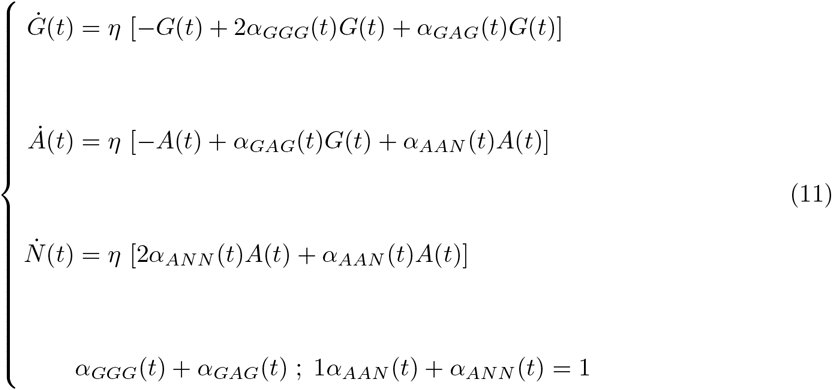 Ġ(t) = η [−G(t) + 2α_{GGG}(t)G(t) + α_{GAG}(t)G(t)]
Ȧ(t) = η [−A(t) + α_{GAG}(t)G(t) + α_{AAN}(t)A(t)]
(11)
Ṅ(t) = η [2α_{ANN}(t)A(t) + α_{AAN}(t)A(t)]
α_{GGG}(t) + α_{GAG}(t) ; 1α_{AAN}(t) + α_{ANN}(t) = 1